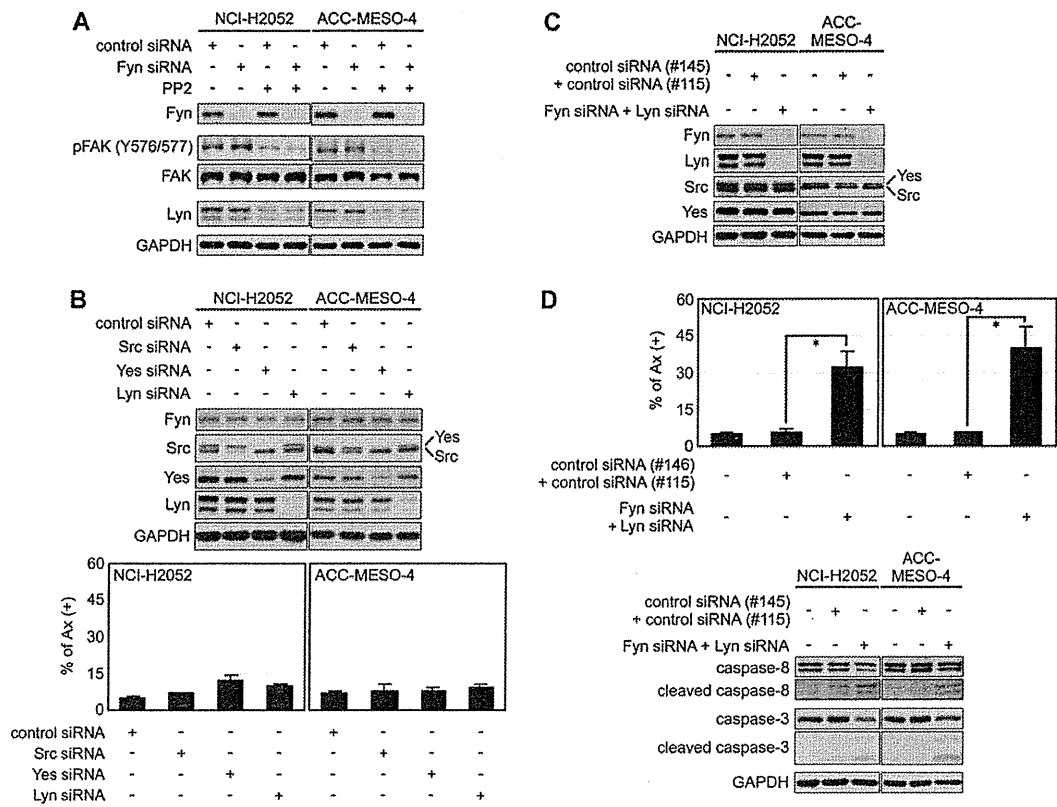 A
NCI-H2052 ACC-MESO-4
control siRNA + - + - + - + -
Fyn siRNA - + - + - + - +
PP2 - - + + - - + +
Fyn
pFAK (Y576/577)
FAK
Lyn
GAPDH
B
NCI-H2052 ACC-MESO-4
control siRNA + - - - + - - -
Src siRNA - + - - - + - -
Yes siRNA - - + - - - + -
Lyn siRNA - - - + - - - +
Fyn
Src
Yes
Src
Yes
Lyn
GAPDH
NCI-H2052 ACC-MESO-4
% of Ax (+)
60
45
30
15
0
control siRNA + - - - + - - -
Src siRNA - + - - - + - -
Yes siRNA - - + - - - + -
Lyn siRNA - - - + - - - +
C
NCI-H2052 ACC-MESO-4
control siRNA (#145)
+ control siRNA (#115) - + - - + -
Fyn siRNA + Lyn siRNA - - + - - +
Fyn
Lyn
Src
Yes
Src
Yes
GAPDH
D
NCI-H2052 ACC-MESO-4
% of Ax (+)
60
45
30
15
0
* *
control siRNA (#146)
+ control siRNA (#115) - + - - + -
Fyn siRNA
+ Lyn siRNA - - + - - +
NCI-H2052 ACC-MESO-4
control siRNA (#145)
+ control siRNA (#115) - + - - + -
Fyn siRNA + Lyn siRNA - - + - - +
caspase-8
cleaved caspase-8
caspase-3
cleaved caspase-3
GAPDH